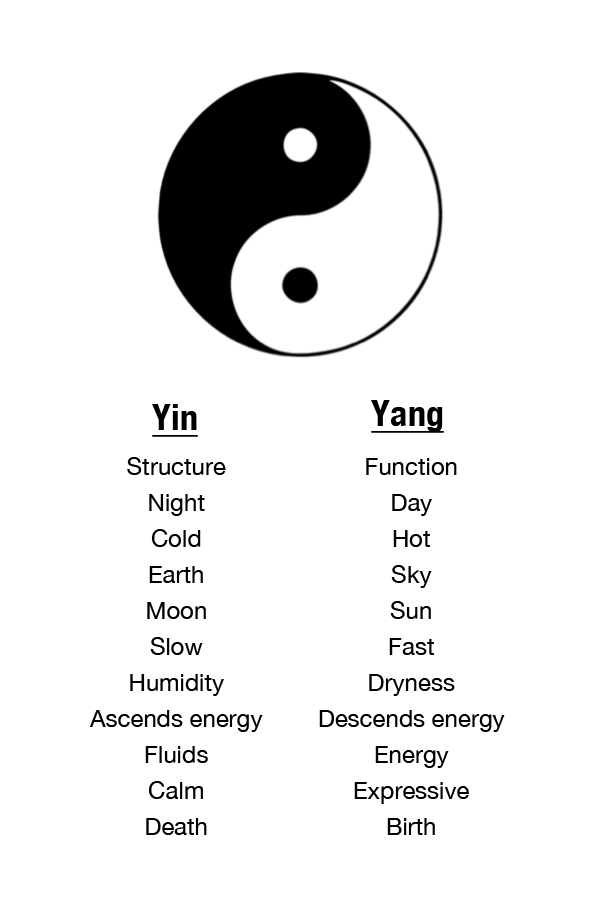 Yin Yang
Structure Function
Night Day
Cold Hot
Earth Sky
Moon Sun
Slow Fast
Humidity Dryness
Ascends energy Descends energy
Fluids Energy
Calm Expressive
Death Birth